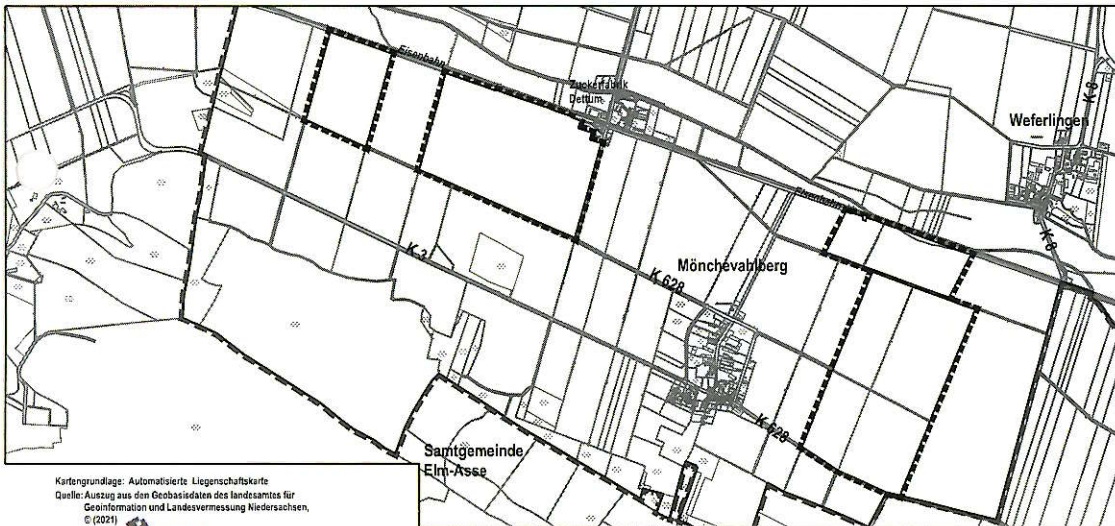 Eisenbahn
Zuckerfabrik
Dettum
K 8
Weferlingen
Eisenbahn
K 8
K 3
K 628
Mönchevahlberg
K 628
Samtgemeinde
Elm-Asse
Kartengrundlage: Automatisierte Liegenschaftskarte
Quelle: Auszug aus den Geobasisdaten des landesamtes für
Geoinformation und Landesvermessung Niedersachsen,
© (2021)